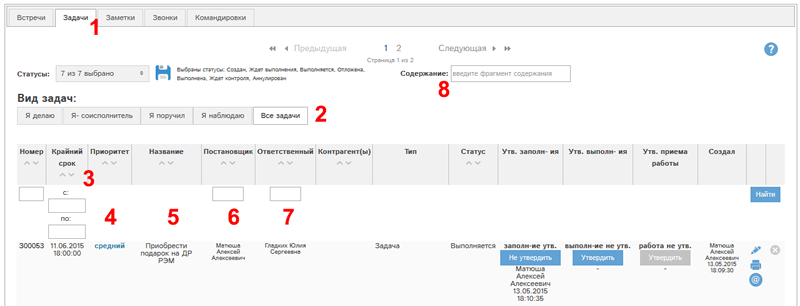 Встречи Задачи Заметки Звонки Командировки
1
Предыдущая 1 2 Следующая
Страница 1 из 2
?
Статусы: 7 из 7 выбрано Выбраны статусы: Создан, Ждет выполнения, Выполняется, Отложена,
Выполнена, Ждет контроля, Аннулирован
Содержание: введите фрагмент содержания
8
Вид задач:
Я делаю Я- соисполнитель Я поручил Я наблюдаю Все задачи 2
Номер Крайний срок Приоритет Название Постановщик Ответственный Контрагент(ы) Тип Статус Утв. заполн- ия Утв. выполн- ия Утв. приема работы Создал
3
с: Найти
по:
4 5 6 7
300053 11.06.2015 средний Приобрести Матюша Гладких Юлия Задача Выполняется заполн-ие утв. выполн-ие не утв. работа не утв. Матюша
18:00:00 подарок на ДР Алексей Сергеевна Не утвердить Утвердить Утвердить Алексей
РЭМ Алексеевич Матюша - - Алексеевич
Алексей 13.05.2015
Алексеевич 18:09:30
13.05.2015 @
18:10:35